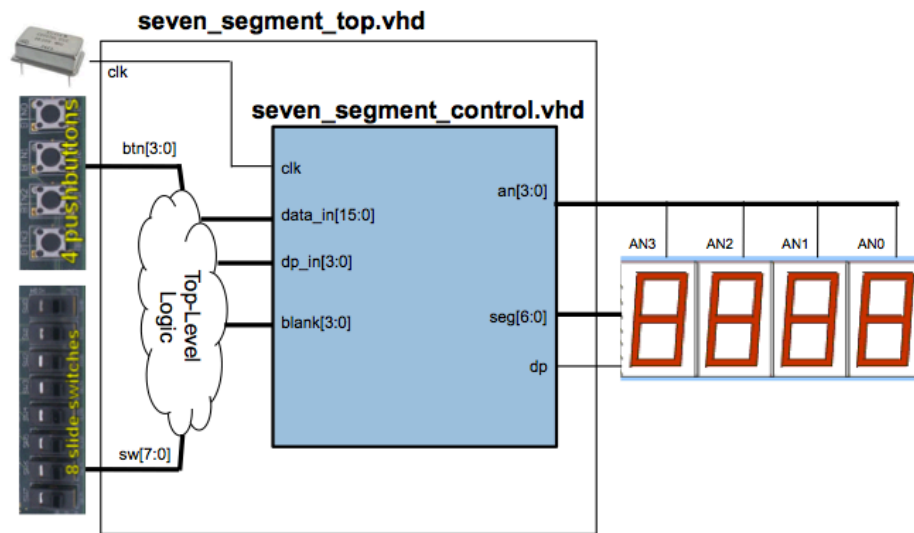 seven_segment_top.vhd
clk
seven_segment_control.vhd
4 pushbuttons
btn[3:0]
clk
an[3:0]
data_in[15:0]
AN3 AN2 AN1 AN0
dp_in[3:0]
Top-Level
Logic
blank[3:0]
seg[6:0]
dp
8 slide switches
sw[7:0]